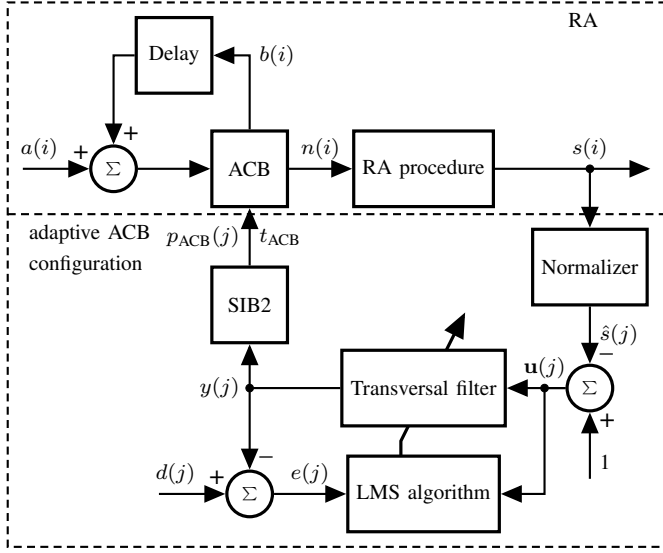 RA
Delay
b(i)
a(i)
+
+
Σ
ACB
n(i)
RA procedure
s(i)
adaptive ACB
configuration
p_ACB(j)
t_ACB
Normalizer
SIB2
ŝ(j)
−
y(j)
Transversal filter
u(j)
Σ
+
1
d(j)
+
−
Σ
e(j)
LMS algorithm